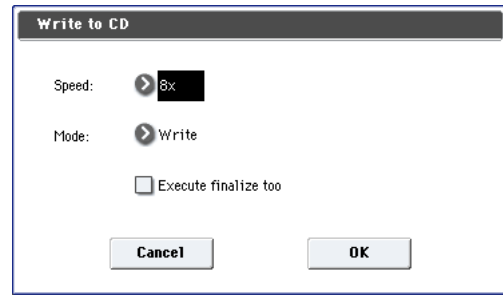 Write to CD
Speed: 8x
Mode: Write
Execute finalize too
Cancel OK